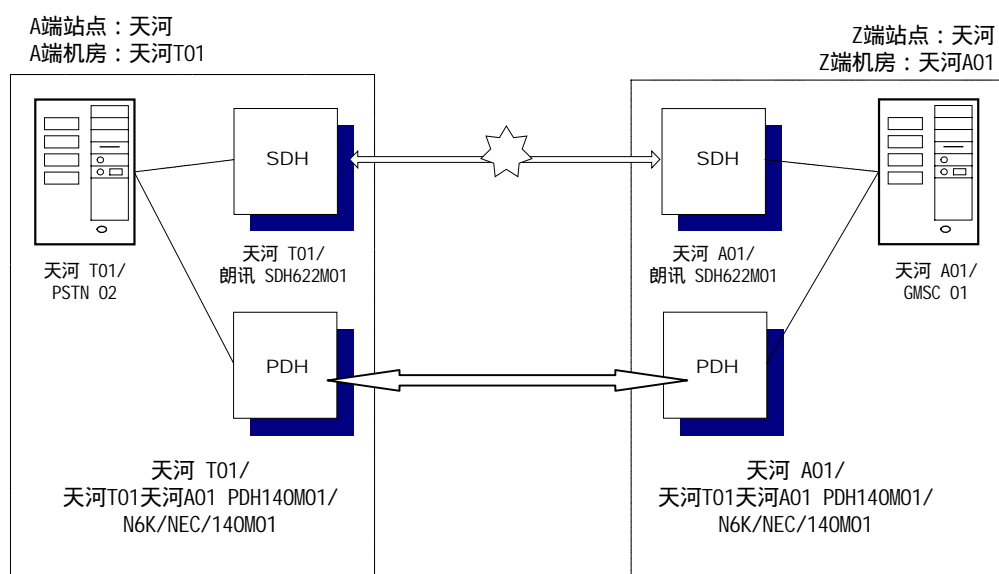 A端站点：天河
A端机房：天河T01
Z端站点：天河
Z端机房：天河A01
SDH
SDH
天河 T01/
PSTN 02
天河 T01/
朗讯 SDH622M01
天河 A01/
朗讯 SDH622M01
天河 A01/
GMSC 01
PDH
PDH
天河 T01/
天河T01天河A01 PDH140M01/
N6K/NEC/140M01
天河 A01/
天河T01天河A01 PDH140M01/
N6K/NEC/140M01